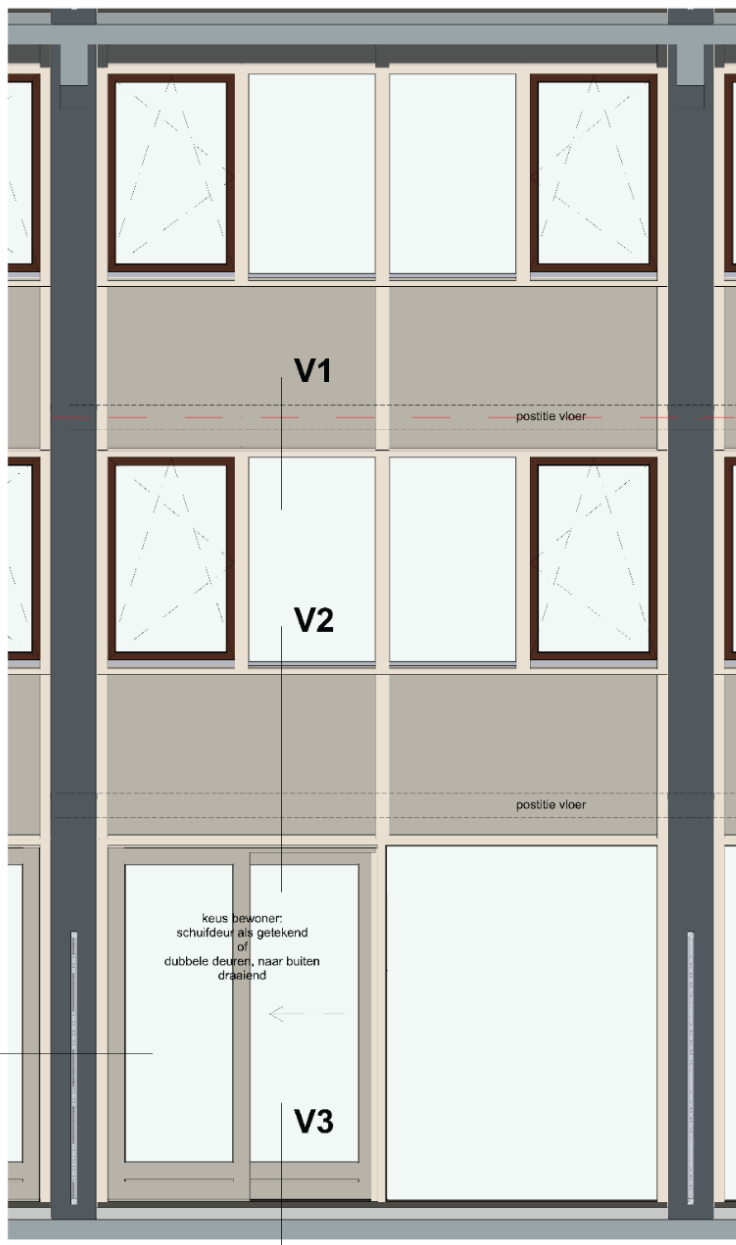 V1
postitie vloer
V2
postitie vloer
keus bewoner:
schuifdeur als getekend
of
dubbele deuren, naar buiten
draaiend
V3